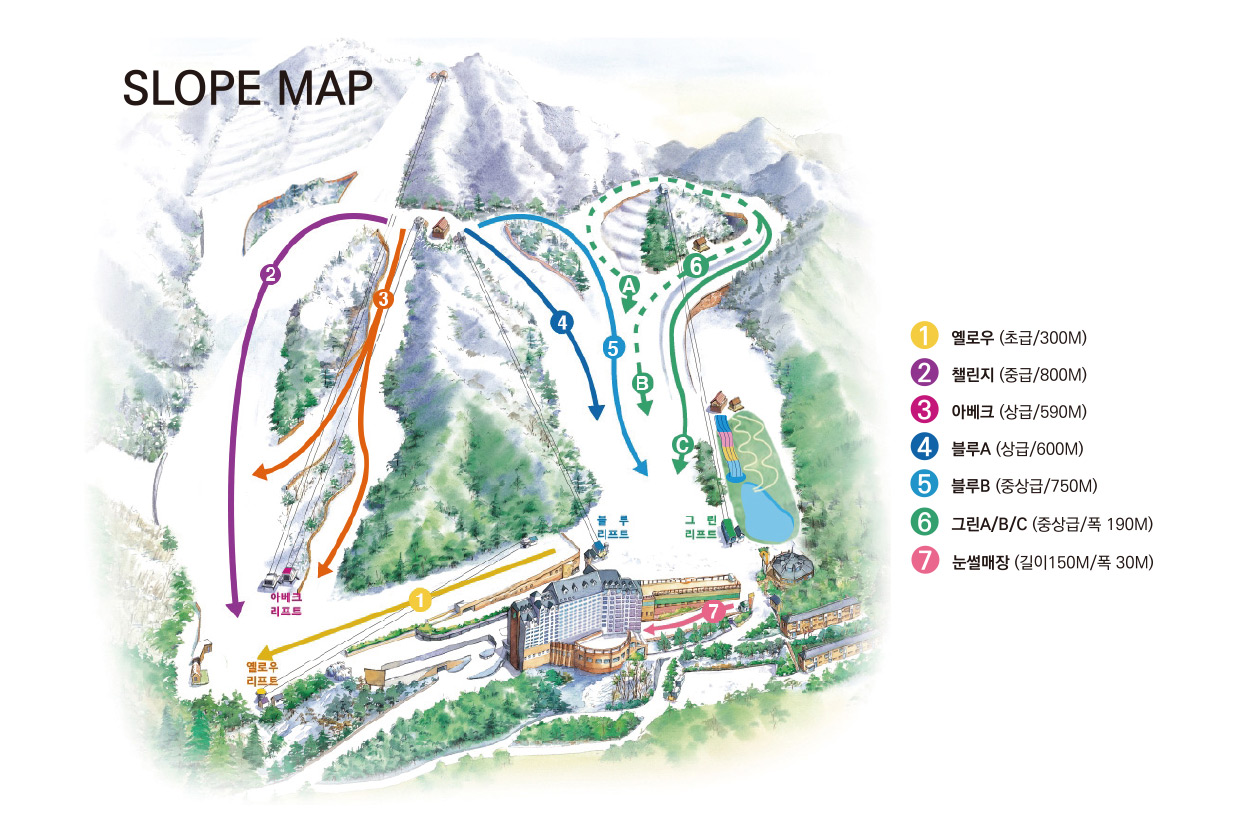 SLOPE MAP
2
3
4
5
A
6
B
C
블 루
리프트
그 린
리프트
아베크
리프트
1
7
옐로우
리프트
1 옐로우 (초급/300M)
2 챌린지 (중급/800M)
3 아베크 (상급/590M)
4 블루A (상급/600M)
5 블루B (중상급/750M)
6 그린A/B/C (중상급/폭 190M)
7 눈썰매장 (길이150M/폭 30M)